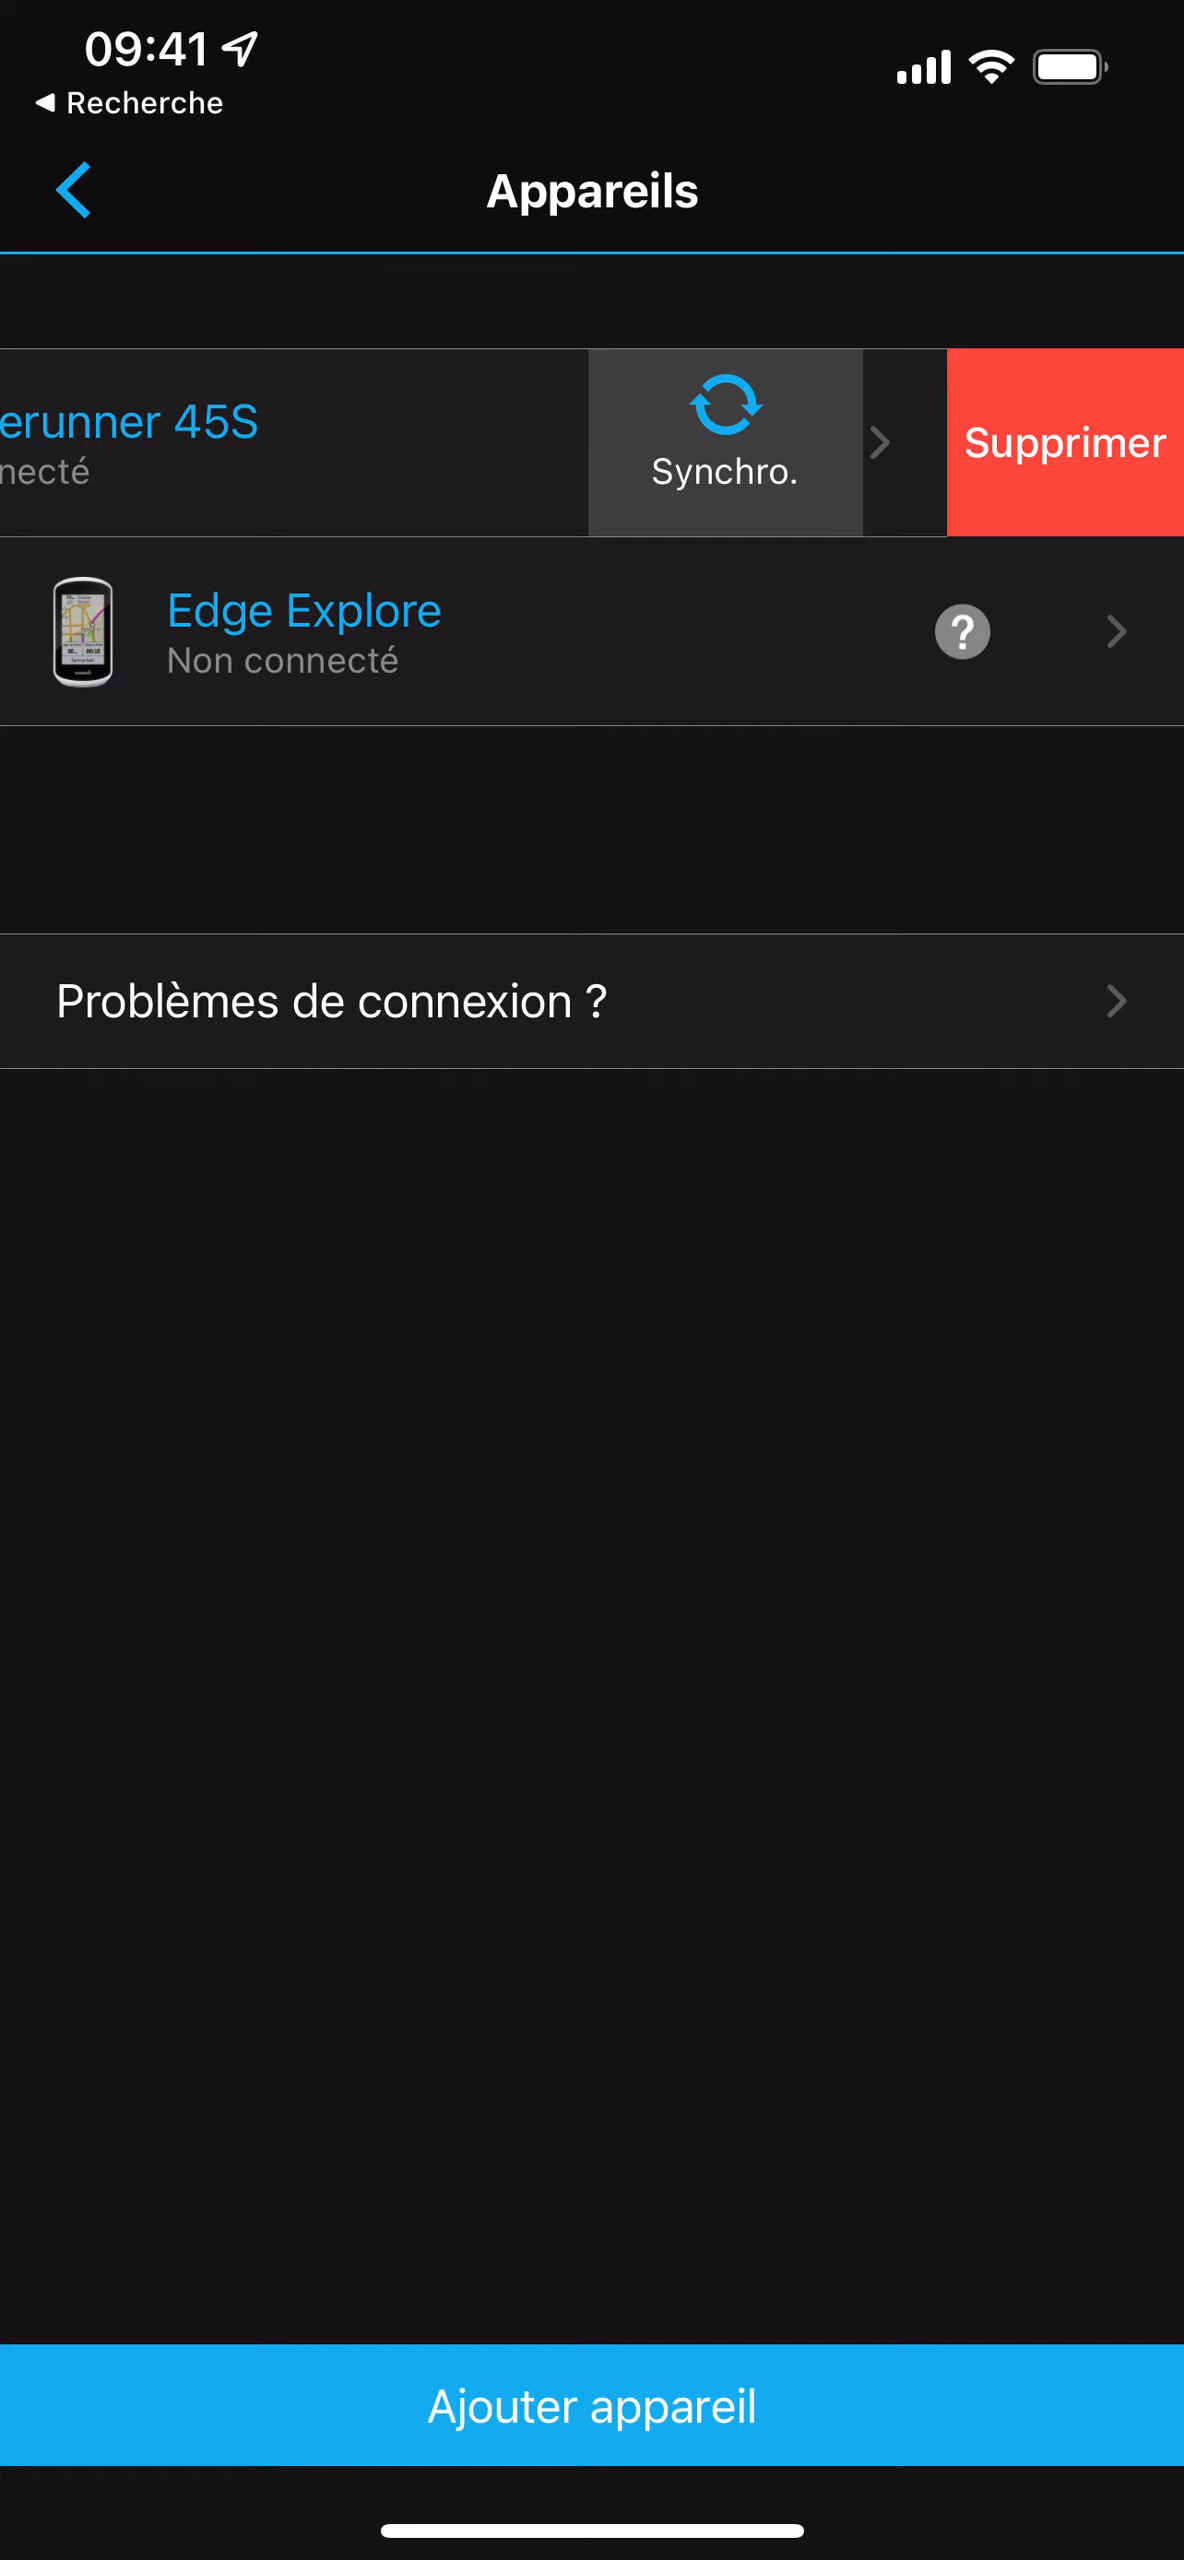 09:41
Recherche
Appareils
erunner 45S
necté
Synchro.
Supprimer
Edge Explore
Non connecté
?
Problèmes de connexion ?
Ajouter appareil